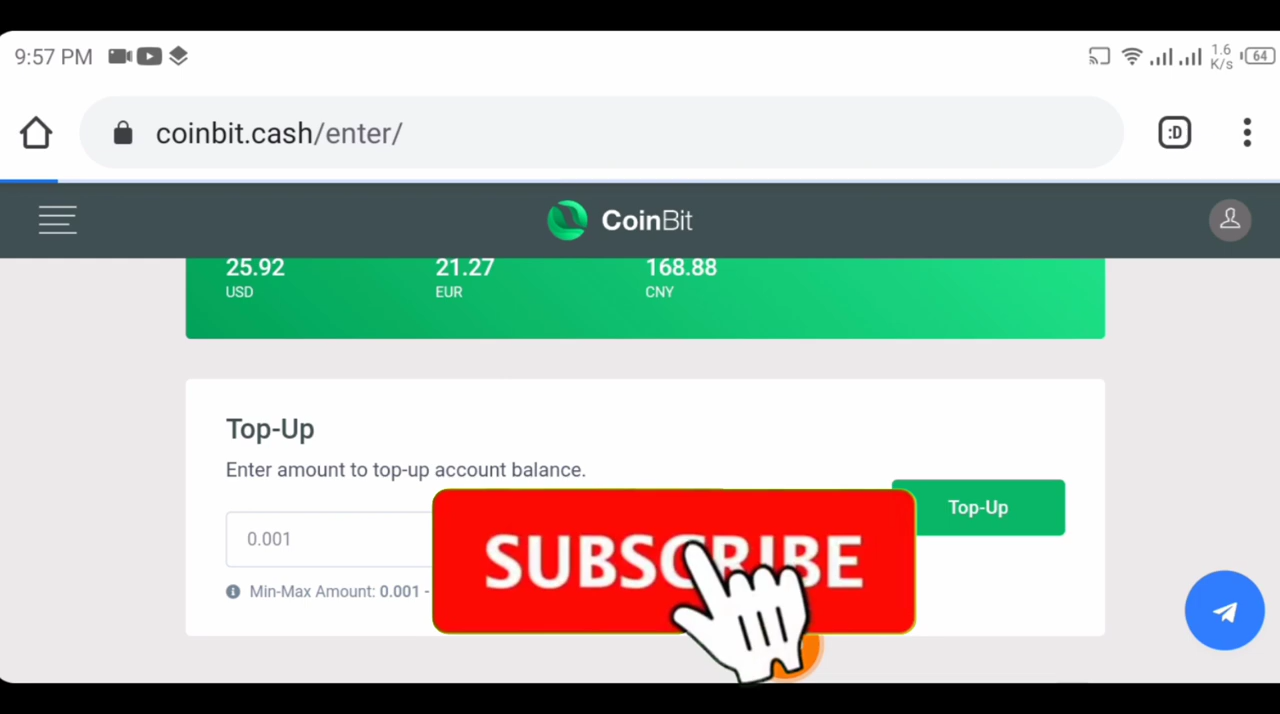 9:57 PM
1.6
K/s
64
coinbit.cash/enter/
:D
CoinBit
25.92
21.27
168.88
USD
EUR
CNY
Top-Up
Enter amount to top-up account balance.
Top-Up
0.001
SUBSCRIBE
Min-Max Amount: 0.001 -